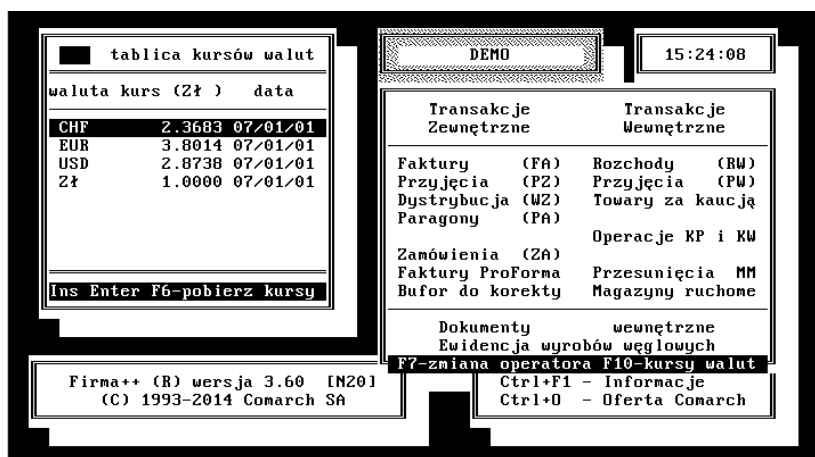 tablica kursów walut
waluta kurs (Zł ) data
CHF 2.3683 07/01/01
EUR 3.8014 07/01/01
USD 2.8738 07/01/01
Zł 1.0000 07/01/01
Ins Enter F6-pobierz kursy
DEMO
15:24:08
Transakcje Transakcje
Zewnętrzne Wewnętrzne
Faktury (FA) Rozchody (RW)
Przyjęcia (PZ) Przyjęcia (PW)
Dystrybucja (WZ) Towary za kaucją
Paragony (PA)
Operacje KP i KW
Zamówienia (ZA)
Faktury ProForma Przesunięcia MM
Bufor do korekty Magazyny ruchome
Dokumenty wewnętrzne
Ewidencja wyrobów węglowych
F7-zmiana operatora F10-kursy walut
Firma++ (R) wersja 3.60 [N20]
(C) 1993-2014 Comarch SA
Ctrl+F1 - Informacje
Ctrl+O - Oferta Comarch